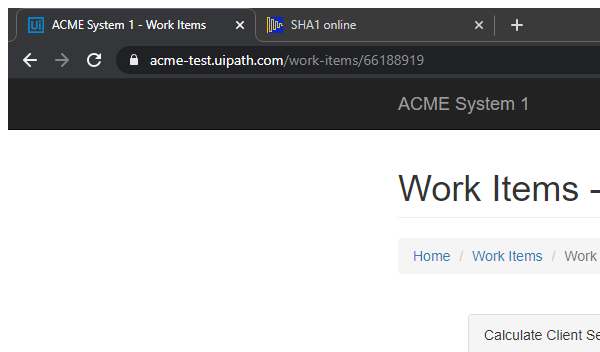 ACME System 1 - Work Items
SHA1 online
acme-test.uipath.com/work-items/66188919
ACME System 1
Work Items -
Home / Work Items / Work
Calculate Client Se